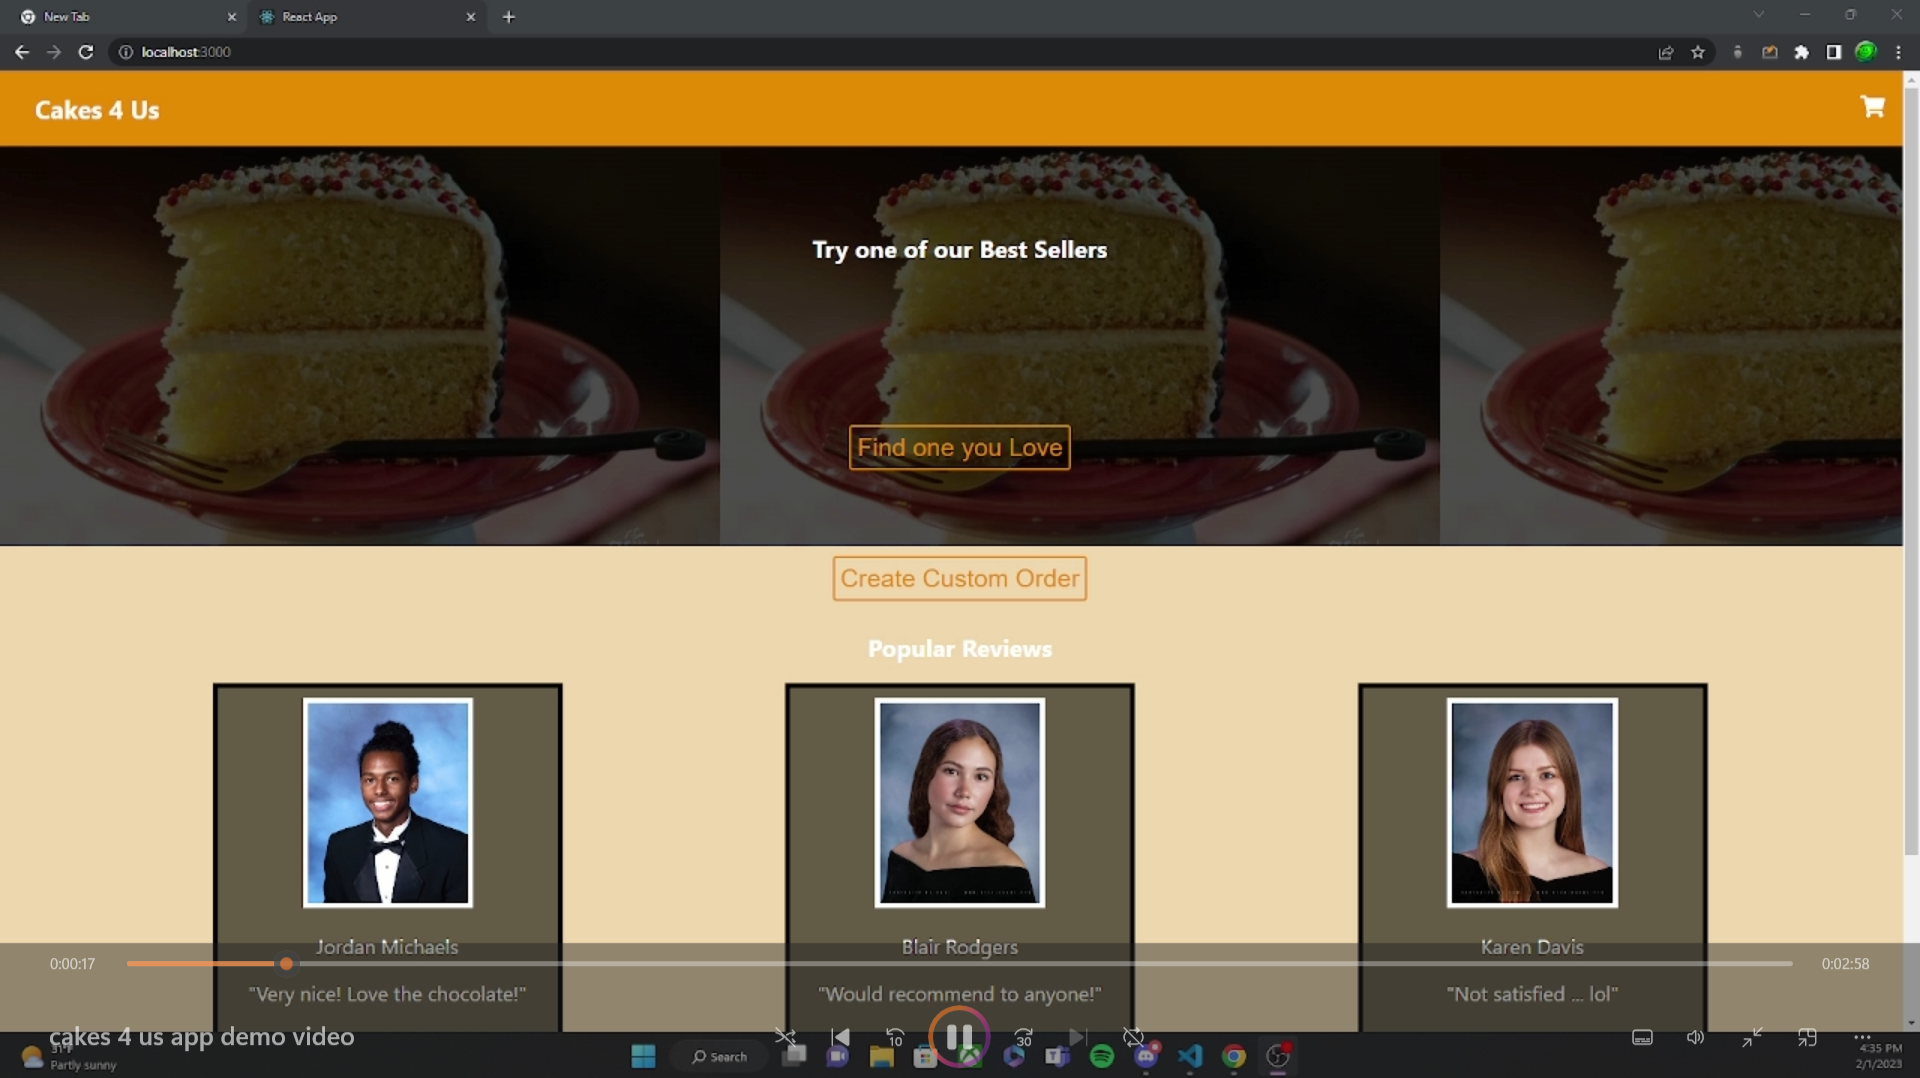 New Tab
React App
localhost:3000
Cakes 4 Us
Try one of our Best Sellers
Find one you Love
Create Custom Order
Popular Reviews
Jordan Michaels
Blair Rodgers
Karen Davis
0:00:17
0:02:58
"Very nice! Love the chocolate!"
"Would recommend to anyone!"
"Not satisfied ... lol"
cakes 4 us app demo video
10
30
31°F
Partly sunny
Search
4:35 PM
2/1/2023